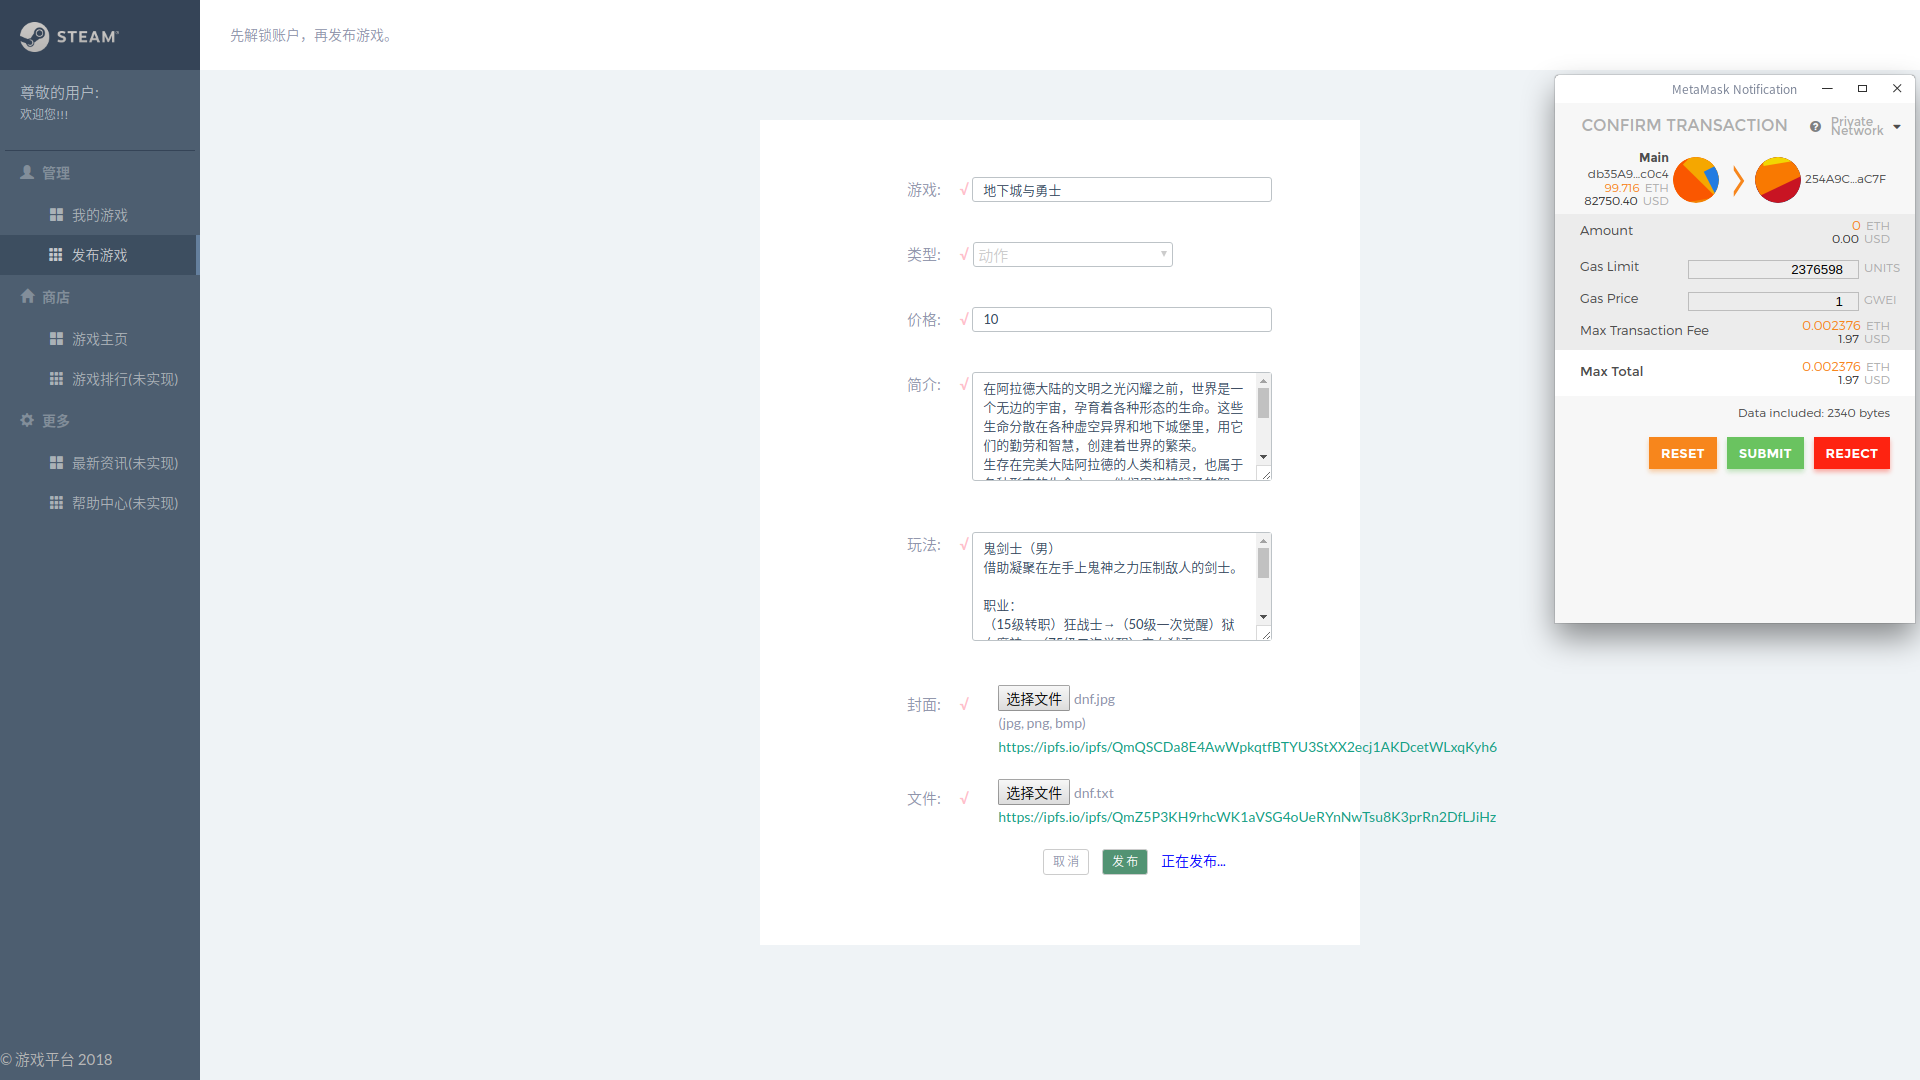 STEAM
先解锁账户，再发布游戏。
尊敬的用户:
欢迎您!!!
管理
我的游戏
发布游戏
商店
游戏主页
游戏排行(未实现)
更多
最新资讯(未实现)
帮助中心(未实现)
© 游戏平台 2018
游戏: √ 地下城与勇士
类型: √ 动作
价格: √ 10
简介: √ 在阿拉德大陆的文明之光闪耀之前，世界是一
个无边的宇宙，孕育着各种形态的生命。这些
生命分散在各种虚空异界和地下城堡里，用它
们的勤劳和智慧，创建着世界的繁荣。
生存在完美大陆阿拉德的人类和精灵，也属于
玩法: √ 鬼剑士（男）
借助凝聚在左手上鬼神之力压制敌人的剑士。
职业：
（15级转职）狂战士→（50级一次觉醒）狱
封面: √ 选择文件 dnf.jpg
(jpg, png, bmp)
https://ipfs.io/ipfs/QmQSCDa8E4AwWpkqtfBTYU3StXX2ecj1AKDcetWLxqKyh6
文件: √ 选择文件 dnf.txt
https://ipfs.io/ipfs/QmZ5P3KH9rhcWK1aVSG4oUeRYnNwTsu8K3prRn2DfLJiHz
取消 发布 正在发布...
MetaMask Notification
CONFIRM TRANSACTION
Private
Network
Main
db35A9...c0c4
99.716 ETH
82750.40 USD
254A9C...aC7F
Amount 0 ETH
0.00 USD
Gas Limit 2376598 UNITS
Gas Price 1 GWEI
Max Transaction Fee 0.002376 ETH
1.97 USD
Max Total 0.002376 ETH
1.97 USD
Data included: 2340 bytes
RESET SUBMIT REJECT